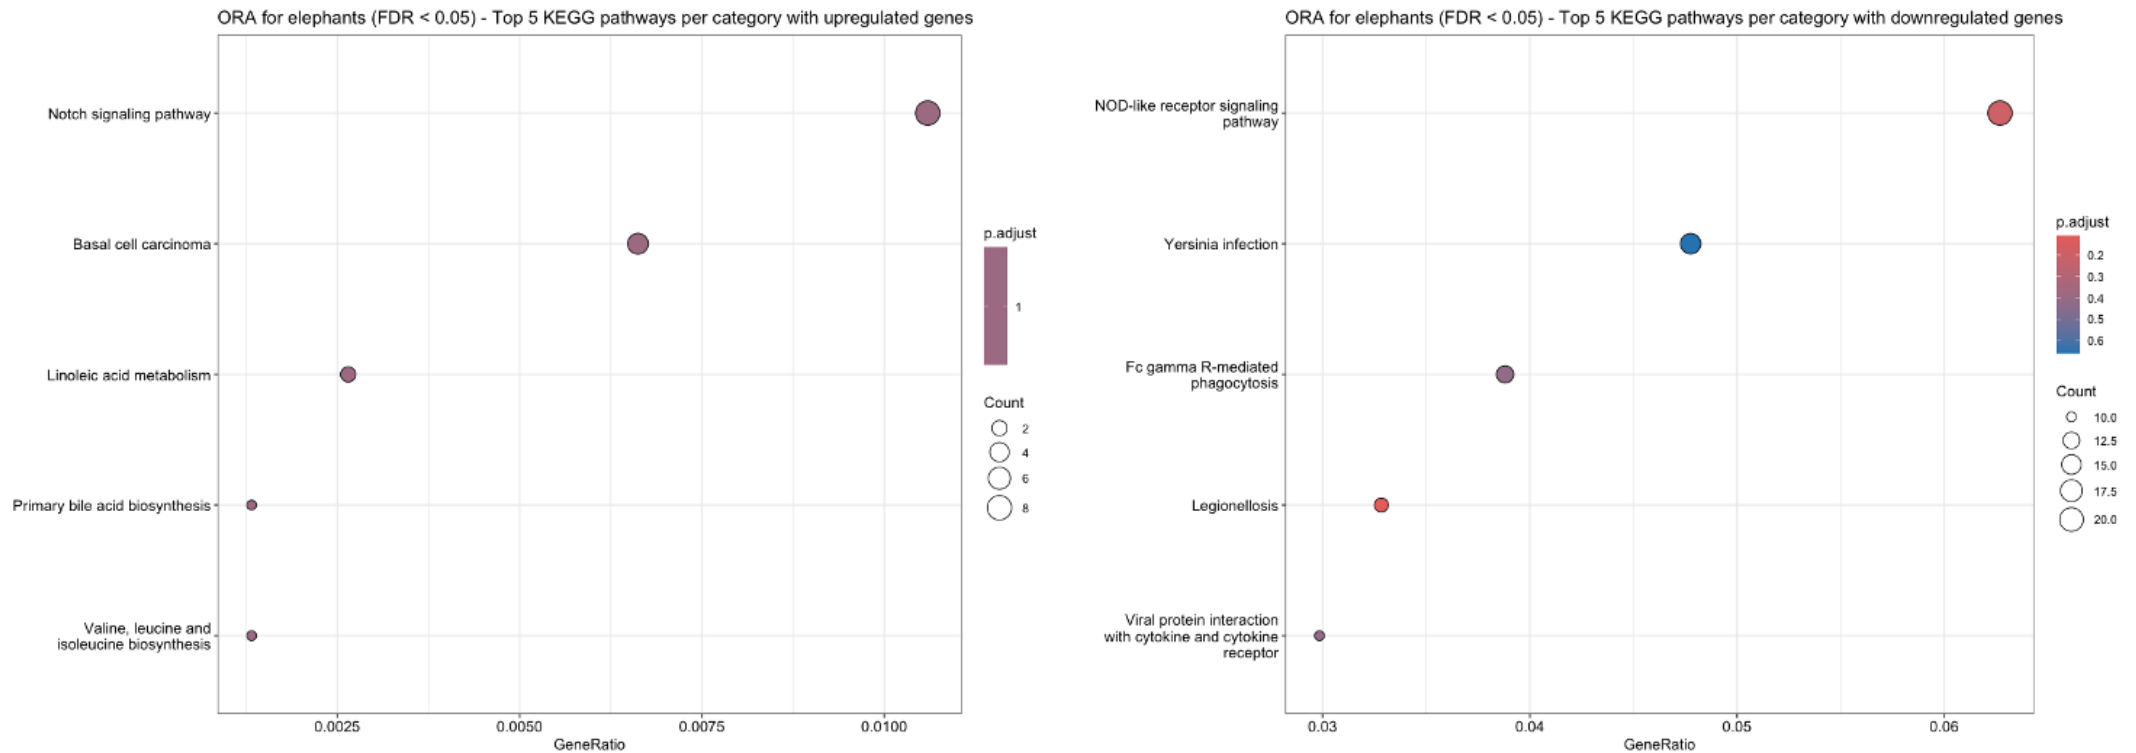 ORA for elephants (FDR < 0.05) - Top 5 KEGG pathways per category with upregulated genes
Notch signaling pathway
Basal cell carcinoma
Linoleic acid metabolism
Primary bile acid biosynthesis
Valine, leucine and
isoleucine biosynthesis
0.0025
0.0050
0.0075
0.0100
GeneRatio
p.adjust
1
Count
2
4
6
8
ORA for elephants (FDR < 0.05) - Top 5 KEGG pathways per category with downregulated genes
NOD-like receptor signaling
pathway
Yersinia infection
Fc gamma R-mediated
phagocytosis
Legionellosis
Viral protein interaction
with cytokine and cytokine
receptor
0.03
0.04
0.05
0.06
GeneRatio
p.adjust
0.2
0.3
0.4
0.5
0.6
Count
10.0
12.5
15.0
17.5
20.0